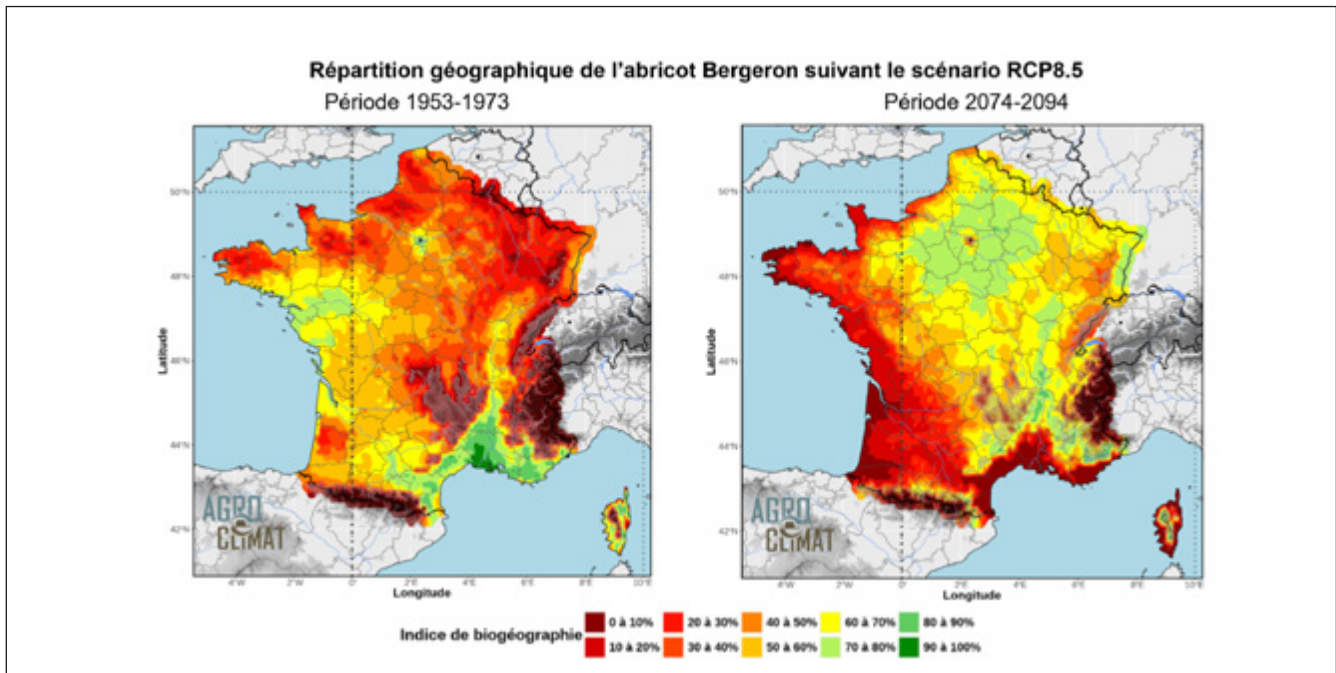 Répartition géographique de l'abricot Bergeron suivant le scénario RCP8.5
Période 1953-1973
Période 2074-2094
Latitude
50°N
48°N
46°N
44°N
42°N
AGRO
CLIMAT
4°W 2°W 0° 2°E 4°E 6°E 8°E 10°E
Longitude
Latitude
50°N
48°N
46°N
44°N
42°N
AGRO
CLIMAT
4°W 2°W 0° 2°E 4°E 6°E 8°E 10°E
Longitude
Indice de biogéographie
0 à 10% 20 à 30% 40 à 50% 60 à 70% 80 à 90%
10 à 20% 30 à 40% 50 à 60% 70 à 80% 90 à 100%